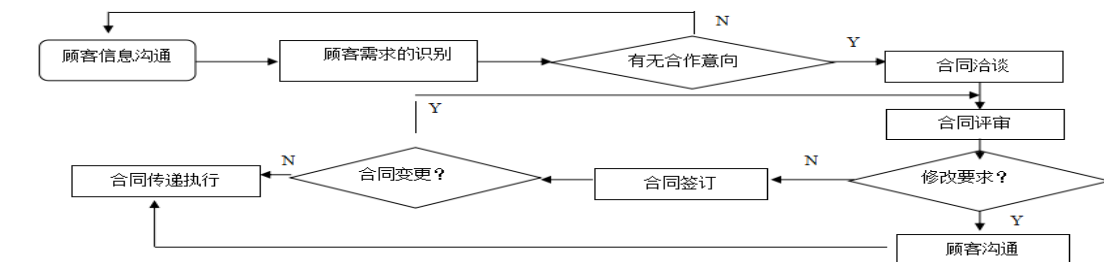 N
顾客信息沟通
顾客需求的识别
有无合作意向
Y
合同洽谈
Y
合同评审
合同传递执行
N
合同变更?
合同签订
N
修改要求?
Y
顾客沟通